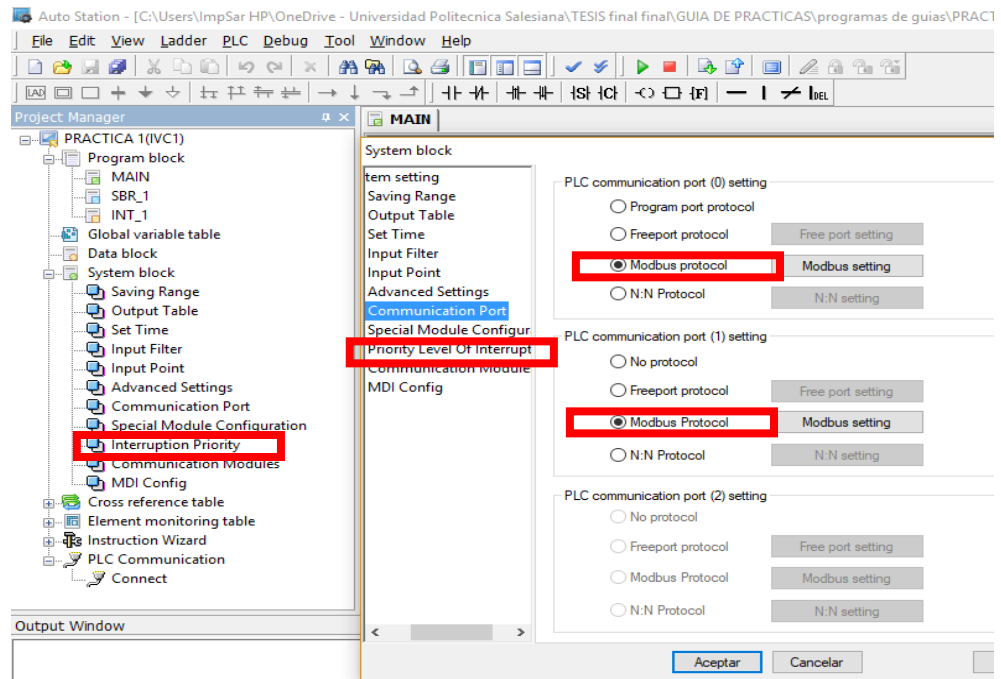 Auto Station - [C:\Users\ImpSar HP\OneDrive - Universidad Politecnica Salesiana\TESIS final final\GUIA DE PRACTICAS\programas de guias\PRACT
File Edit View Ladder PLC Debug Tool Window Help
LAD
S C F DEL
Project Manager
PRACTICA 1(IVC1)
Program block
MAIN
SBR_1
INT_1
Global variable table
Data block
System block
Saving Range
Output Table
Set Time
Input Filter
Input Point
Advanced Settings
Communication Port
Special Module Configuration
Interruption Priority
Communication Modules
MDI Config
Cross reference table
Element monitoring table
Instruction Wizard
PLC Communication
Connect
Output Window
MAIN
System block
tem setting
Saving Range
Output Table
Set Time
Input Filter
Input Point
Advanced Settings
Communication Port
Special Module Configur
Priority Level Of Interrupt
Communication Module
MDI Config
PLC communication port (0) setting
Program port protocol
Freeport protocol Free port setting
Modbus protocol Modbus setting
N:N Protocol N:N setting
PLC communication port (1) setting
No protocol
Freeport protocol Free port setting
Modbus Protocol Modbus setting
N:N Protocol N:N setting
PLC communication port (2) setting
No protocol
Freeport protocol Free port setting
Modbus Protocol Modbus setting
N:N Protocol N:N setting
Aceptar Cancelar